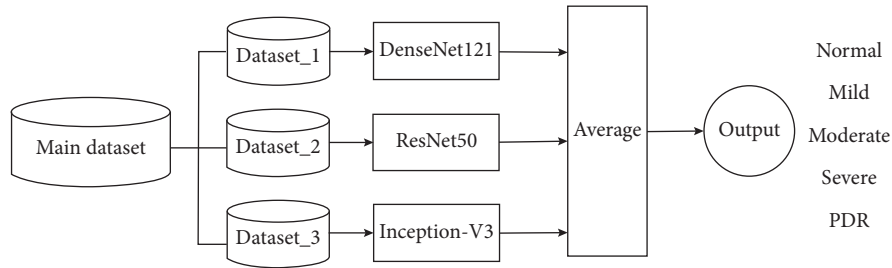 Main dataset
Dataset_1
DenseNet121
Dataset_2
ResNet50
Dataset_3
Inception-V3
Average
Output
Normal
Mild
Moderate
Severe
PDR